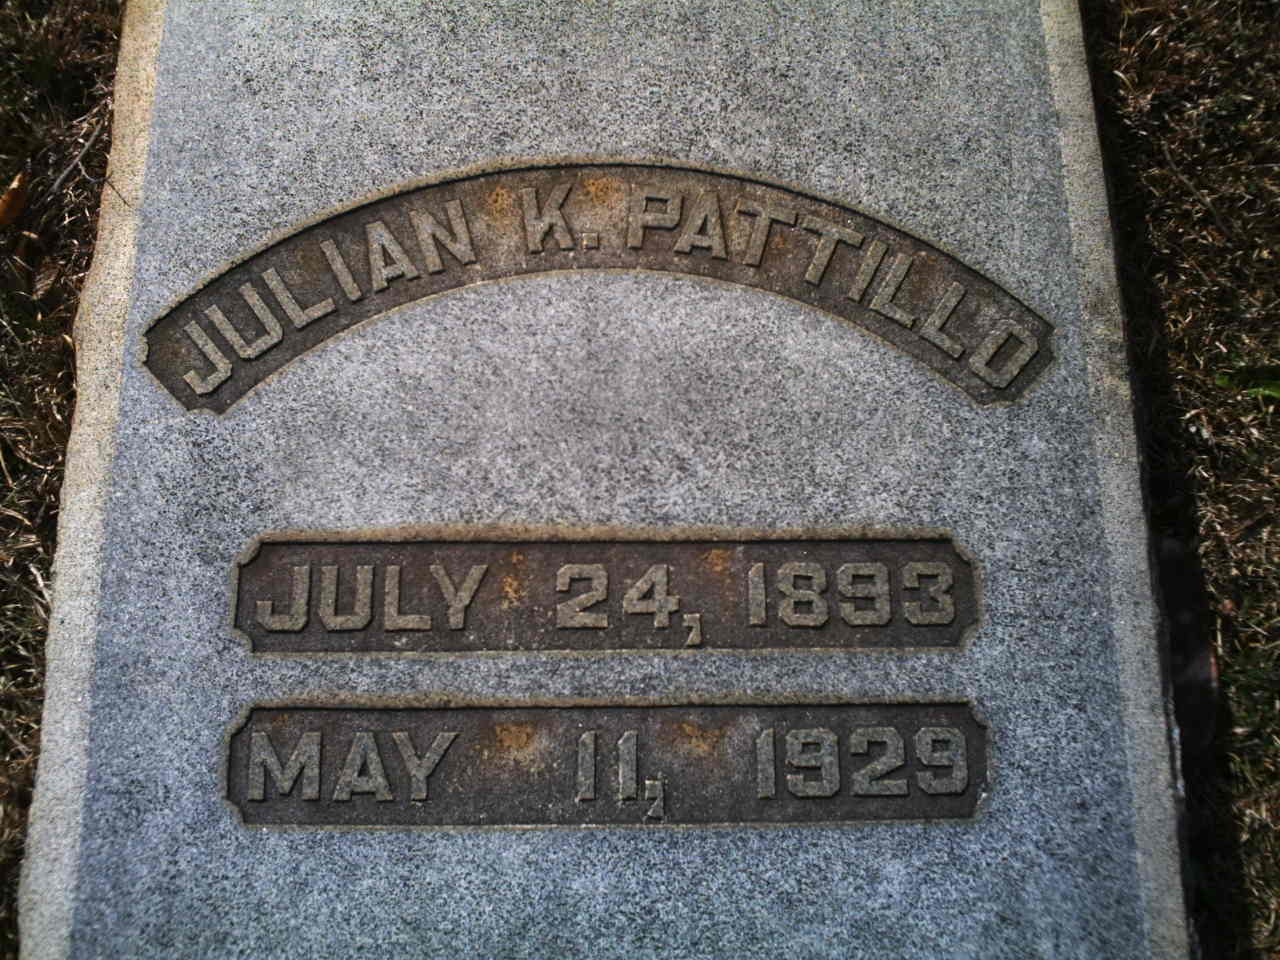 JULIAN K. PATTILLO
JULY 24, 1893
MAY 11, 1929